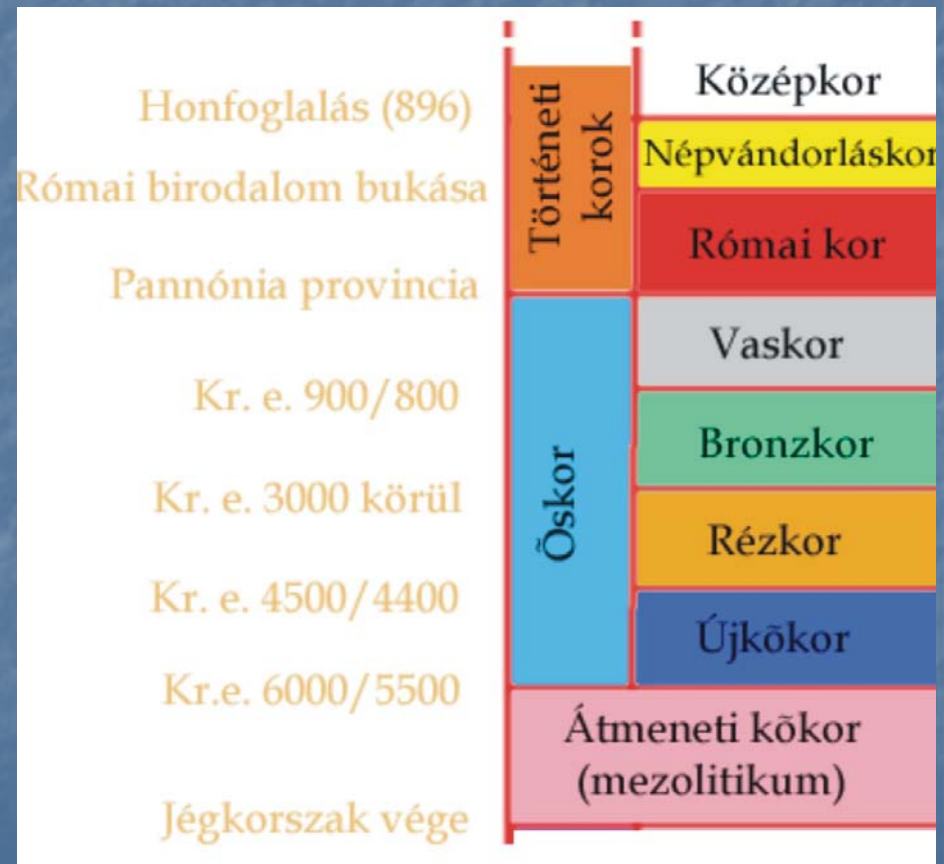 Középkor
Honfoglalás (896)
Történeti
korok
Népvándorláskor
Római birodalom bukása
Római kor
Pannónia provincia
Vaskor
Kr. e. 900/800
Bronzkor
Õskor
Kr. e. 3000 körül
Rézkor
Kr. e. 4500/4400
Újkõkor
Kr.e. 6000/5500
Átmeneti kõkor
(mezolitikum)
Jégkorszak vége